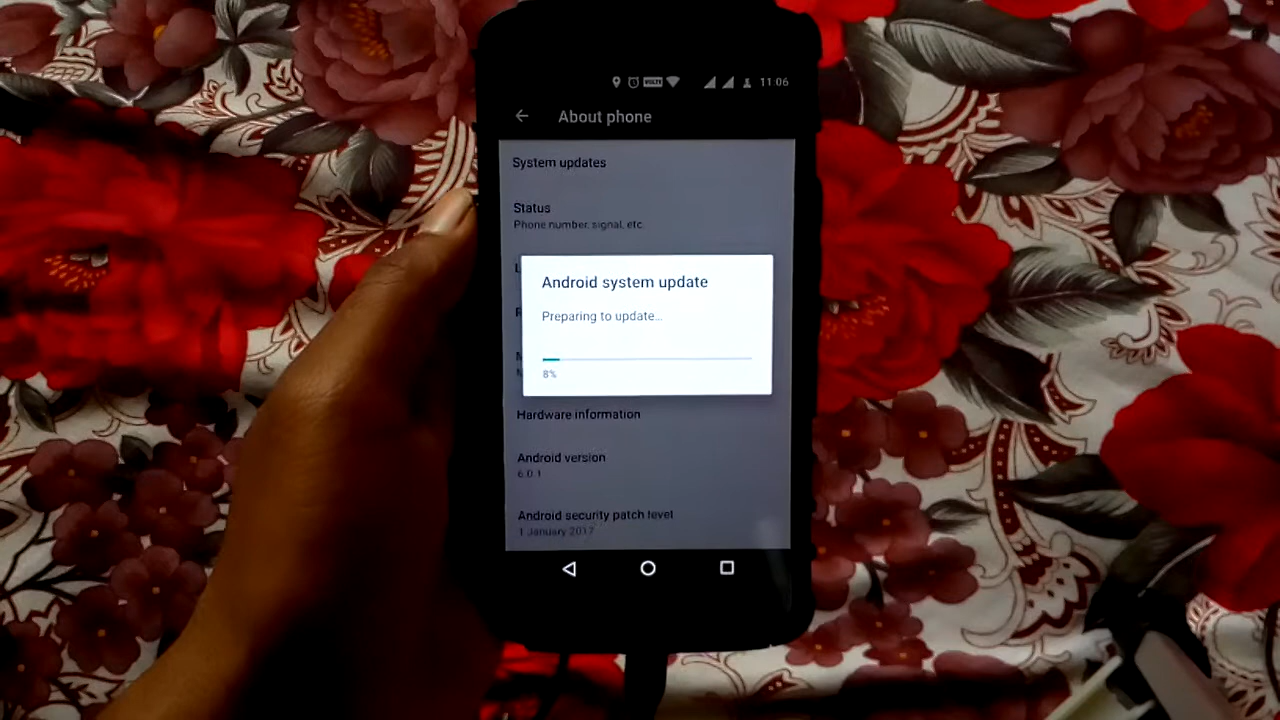 VOLTE 11:06
About phone
System updates
Status
Phone number, signal, etc.
L
Android system update
Preparing to update...
8%
Hardware information
Android version
6.0.1
Android security patch level
1 January 2017